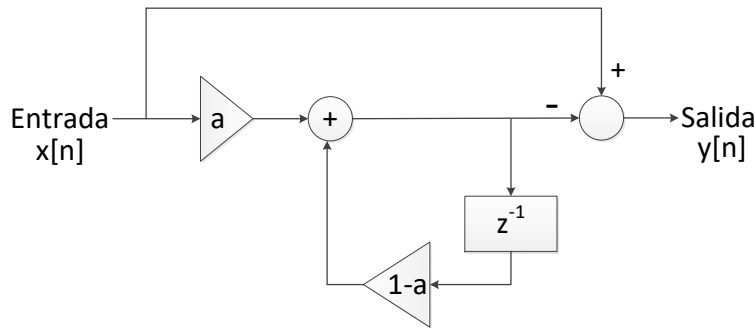 +
Entrada
x[n]
a
+
-
Salida
y[n]
z⁻¹
1-a